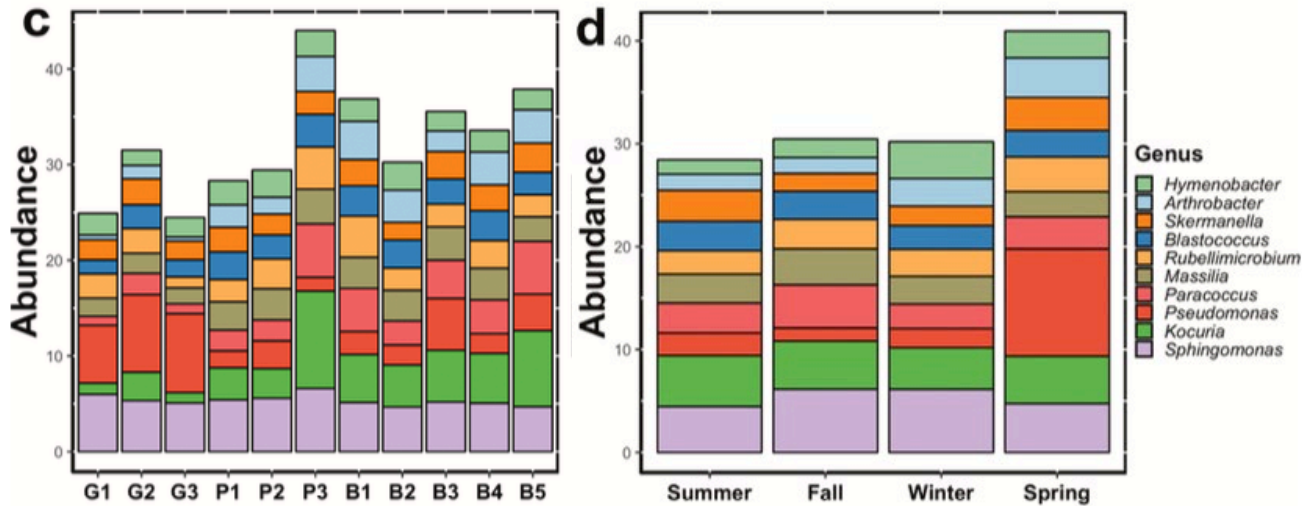 c
Abundance
40
30
20
10
0
G1 G2 G3 P1 P2 P3 B1 B2 B3 B4 B5
d
Abundance
40
30
20
10
0
Summer Fall Winter Spring
Genus
Hymenobacter
Arthrobacter
Skermanella
Blastococcus
Rubellimicrobium
Massilia
Paracoccus
Pseudomonas
Kocuria
Sphingomonas